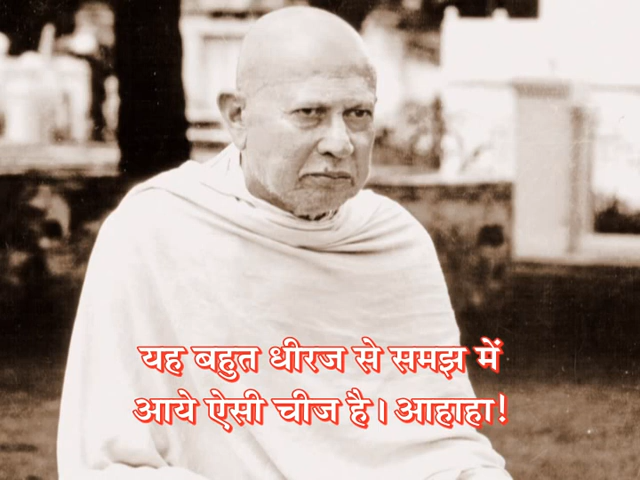 यह बहुत धीरज से समझ में
आये ऐसी चीज है। आहाहा!